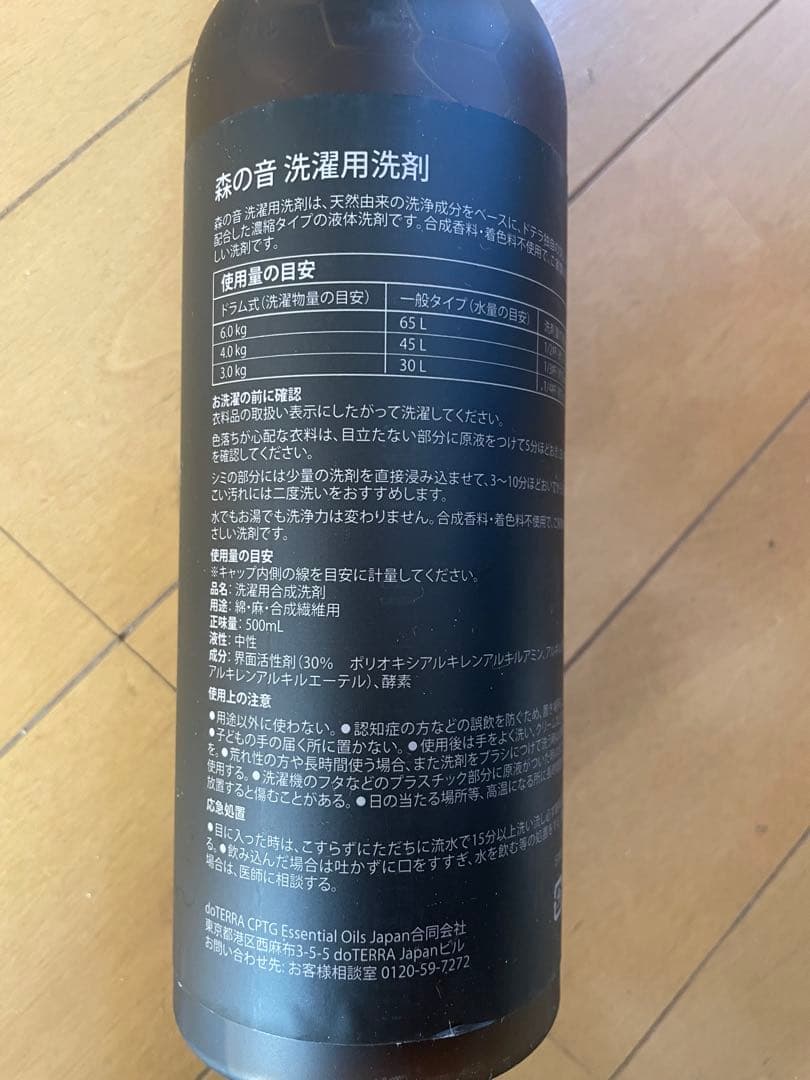 森の音 洗濯用洗剤
森の音 洗濯用洗剤は、天然由来の洗浄成分をベースに、ドテラ
配合した濃縮タイプの液体洗剤です。合成香料・着色料不使用で、
しい洗剤です。
使用量の目安
ドラム式（洗濯物量の目安） 一般タイプ（水量の目安） 洗剤
6.0 kg 65 L
4.0 kg 45 L
3.0 kg 30 L
お洗濯の前に確認
衣料品の取扱い表示にしたがって洗濯してください。
色落ちが心配な衣料は、目立たない部分に原液をつけて5分ほど
を確認してください。
シミの部分には少量の洗剤を直接浸み込ませて、3～10分ほど
こい汚れには二度洗いをおすすめします。
水でもお湯でも洗浄力は変わりません。合成香料・着色料不使用で、
さしい洗剤です。
使用量の目安
※キャップ内側の線を目安に計量してください。
品名： 洗濯用合成洗剤
用途： 綿・麻・合成繊維用
正味量： 500mL
液性： 中性
成分： 界面活性剤（30％ ポリオキシアルキレンアルキルアミン、
アルキレンアルキルエーテル）、酵素
使用上の注意
●用途以外に使わない。●認知症の方などの誤飲を防ぐため、
●子どもの手の届く所に置かない。●使用後は手をよく洗い、クリーム
を。●荒れ性の方や長時間使う場合、また洗剤をブラシにつけて洗う
使用する。●洗濯機のフタなどのプラスチック部分に原液がついた
放置すると傷むことがある。●日の当たる場所等、高温になる所に
応急処置
●目に入った時は、こすらずにただちに流水で15分以上洗い流し
る。●飲み込んだ場合は吐かずに口をすすぎ、水を飲む等の処置を
場合は、医師に相談する。
doTERRA CPTG Essential Oils Japan合同会社
東京都港区西麻布3-5-5 doTERRA Japanビル
お問い合わせ先： お客様相談室 0120-59-7272